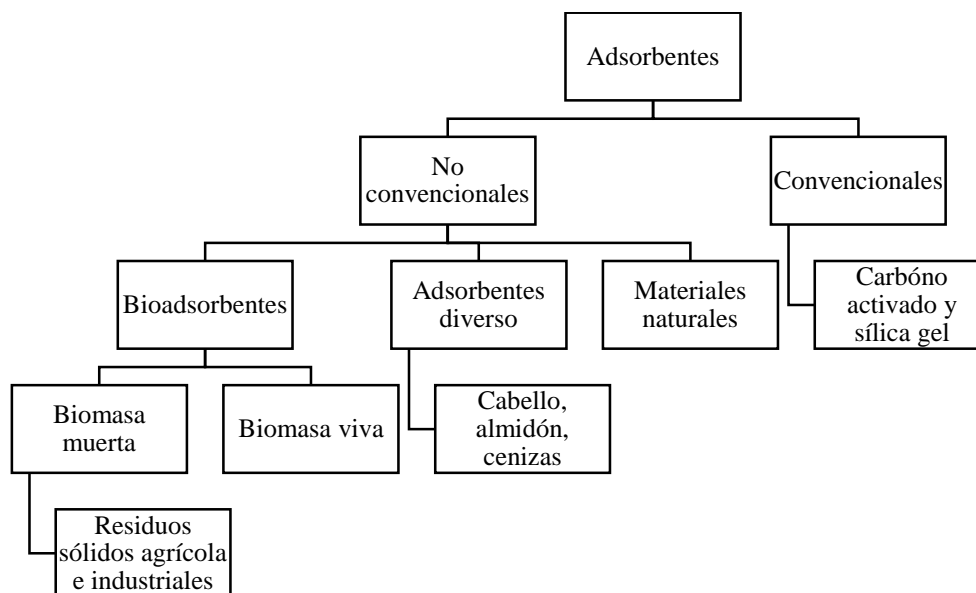 Adsorbentes
No
convencionales
Convencionales
Bioadsorbentes
Adsorbentes
diverso
Materiales
naturales
Carbóno
activado y
sílica gel
Biomasa
muerta
Biomasa viva
Cabello,
almidón,
cenizas
Residuos
sólidos agrícola
e industriales